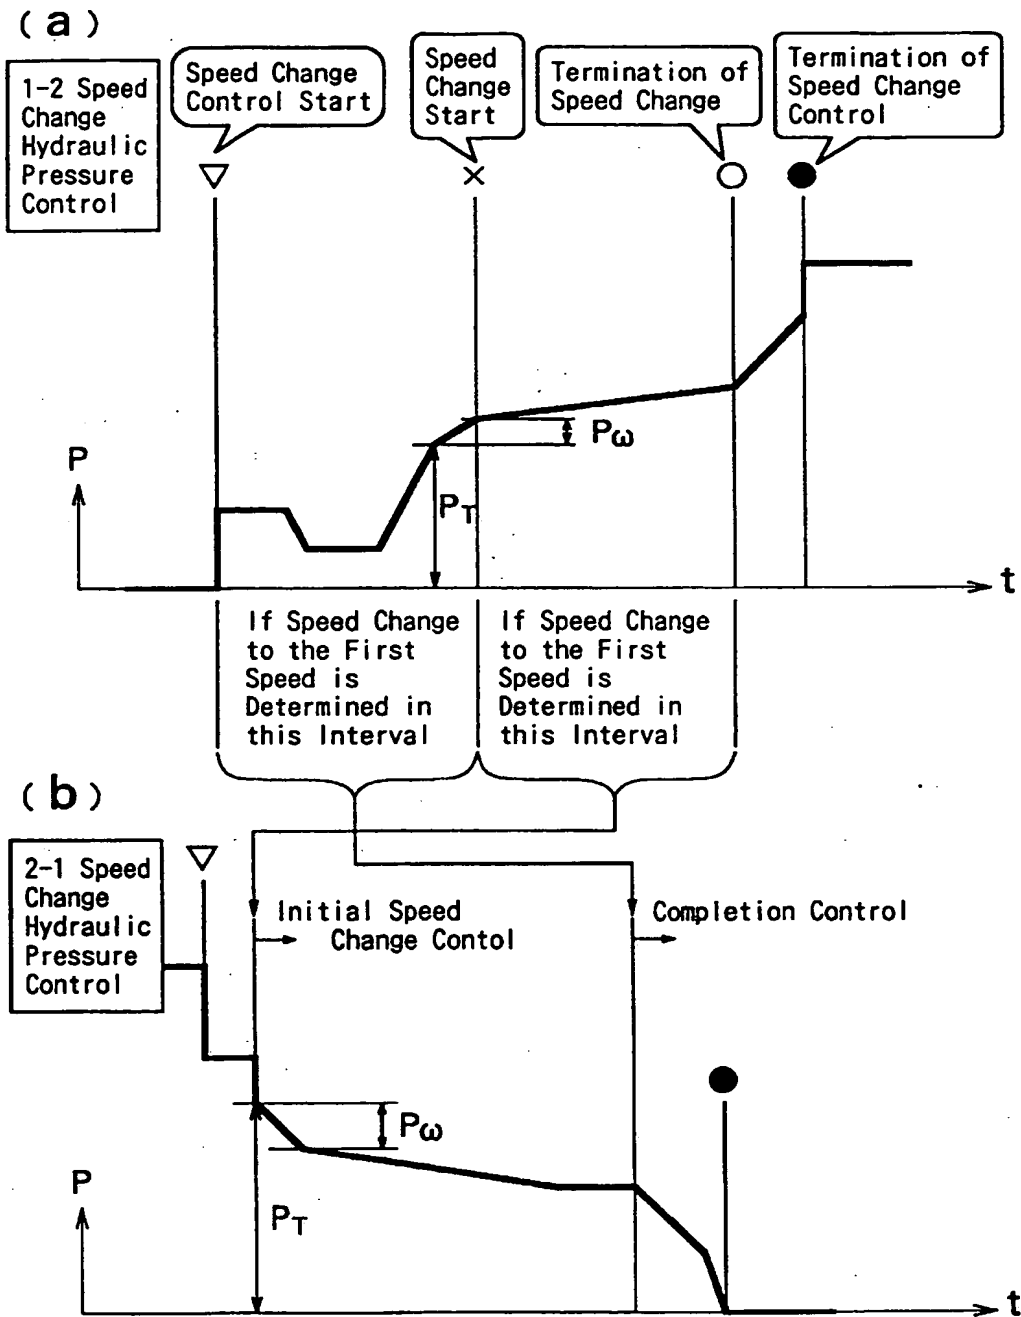 (a)
1-2 Speed
Change
Hydraulic
Pressure
Control
Speed Change
Control Start
Speed
Change
Start
Termination of
Speed Change
Termination of
Speed Change
Control
P
Pω
PT
t
If Speed Change
to the First
Speed is
Determined in
this Interval
If Speed Change
to the First
Speed is
Determined in
this Interval
(b)
2-1 Speed
Change
Hydraulic
Pressure
Control
Initial Speed
Change Contol
Completion Control
Pω
P
PT
t